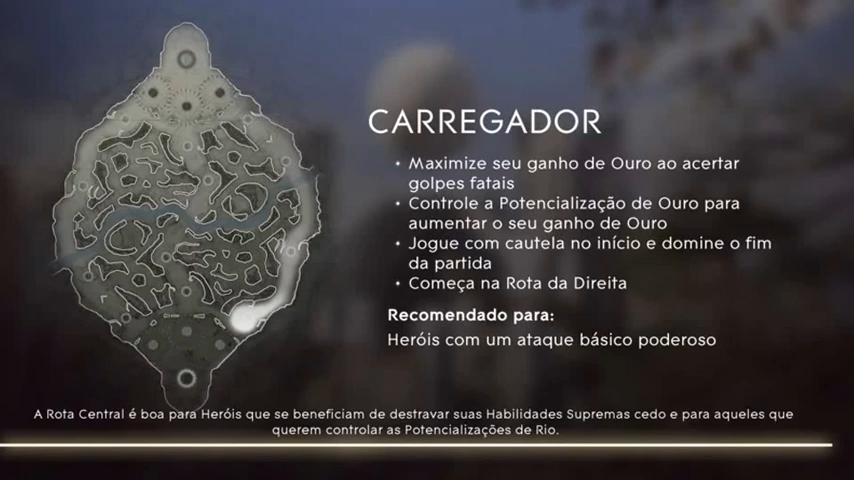 CARREGADOR
• Maximize seu ganho de Ouro ao acertar
golpes fatais
• Controle a Potencialização de Ouro para
aumentar o seu ganho de Ouro
• Jogue com cautela no início e domine o fim
da partida
• Começa na Rota da Direita
Recomendado para:
Heróis com um ataque básico poderoso
A Rota Central é boa para Heróis que se beneficiam de destravar suas Habilidades Supremas cedo e para aqueles que
querem controlar as Potencializações de Rio.